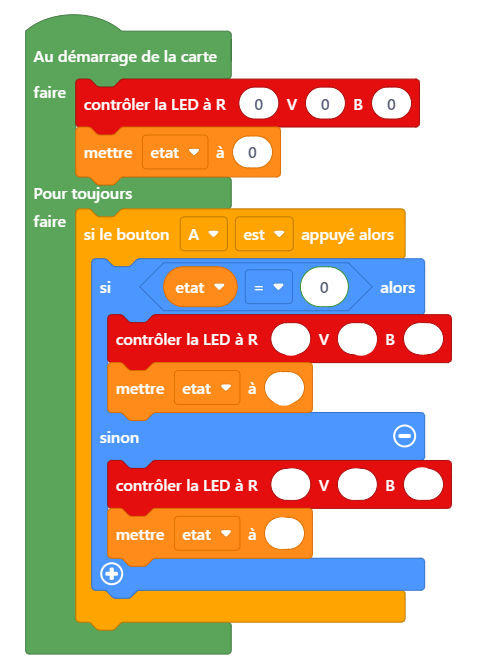 Au démarrage de la carte
faire
contrôler la LED à R 0 V 0 B 0
mettre etat à 0
Pour toujours
faire
si le bouton A est appuyé alors
si etat = 0 alors
contrôler la LED à R V B
mettre etat à
sinon
contrôler la LED à R V B
mettre etat à